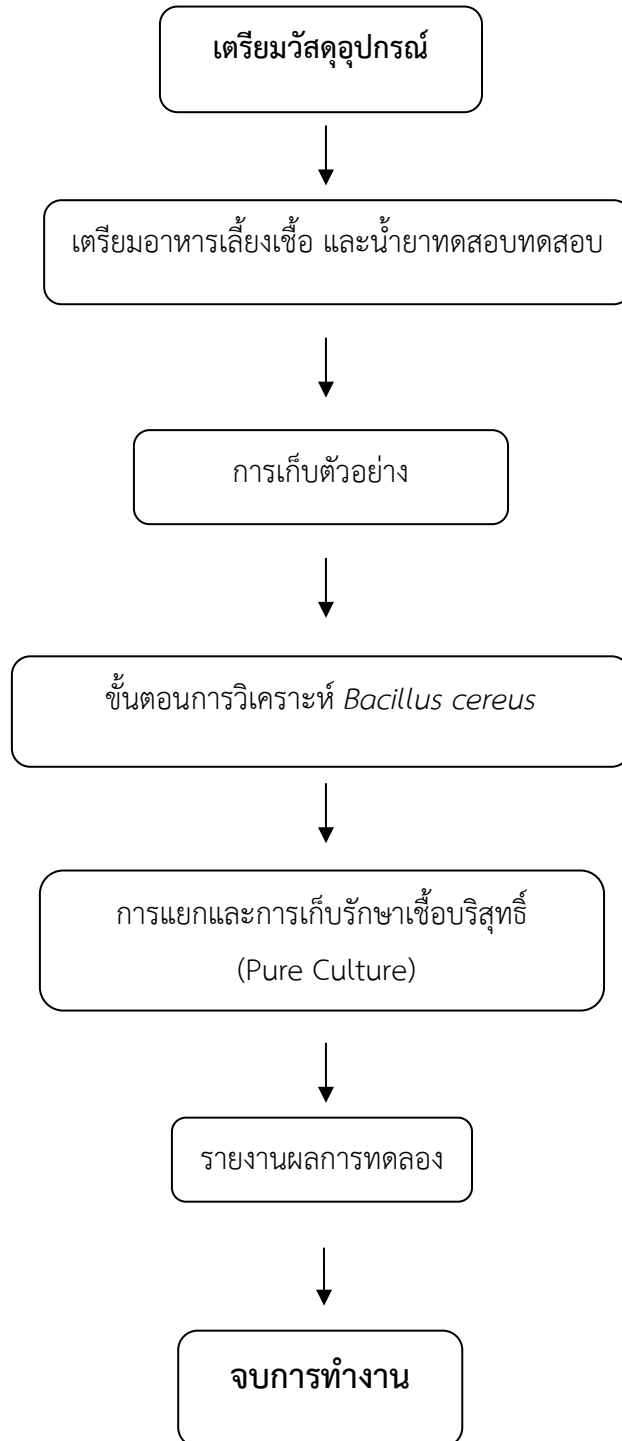 เตรียมวัสดุอุปกรณ์
เตรียมอาหารเลี้ยงเชื้อ และน้ำยาทดสอบทดสอบ
การเก็บตัวอย่าง
ขั้นตอนการวิเคราะห์ Bacillus cereus
การแยกและการเก็บรักษาเชื้อบริสุทธิ์
(Pure Culture)
รายงานผลการทดลอง
จบการทำงาน